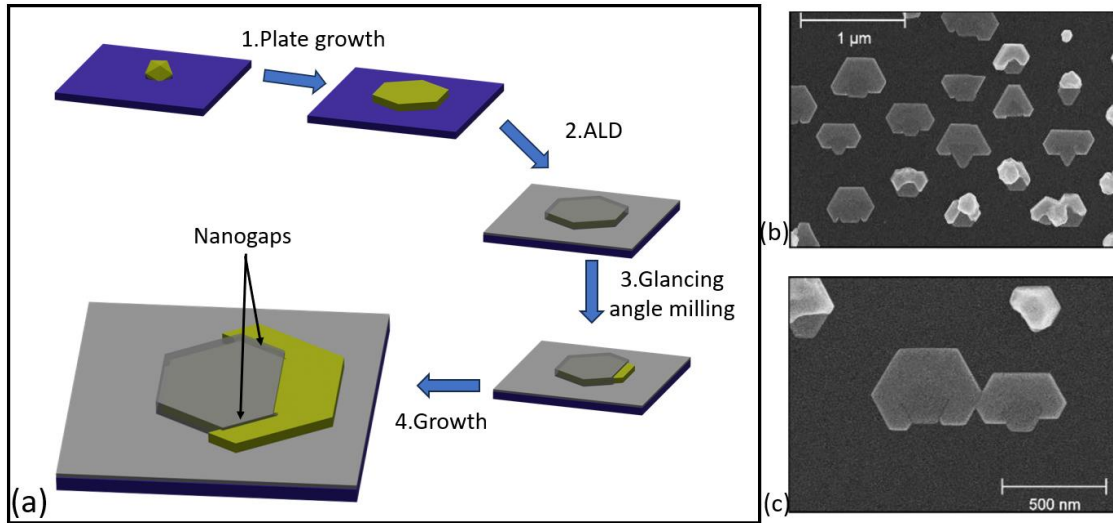 1.Plate growth
2.ALD
Nanogaps
3.Glancing
angle milling
4.Growth
(a)
1 μm
(b)
(c)
500 nm